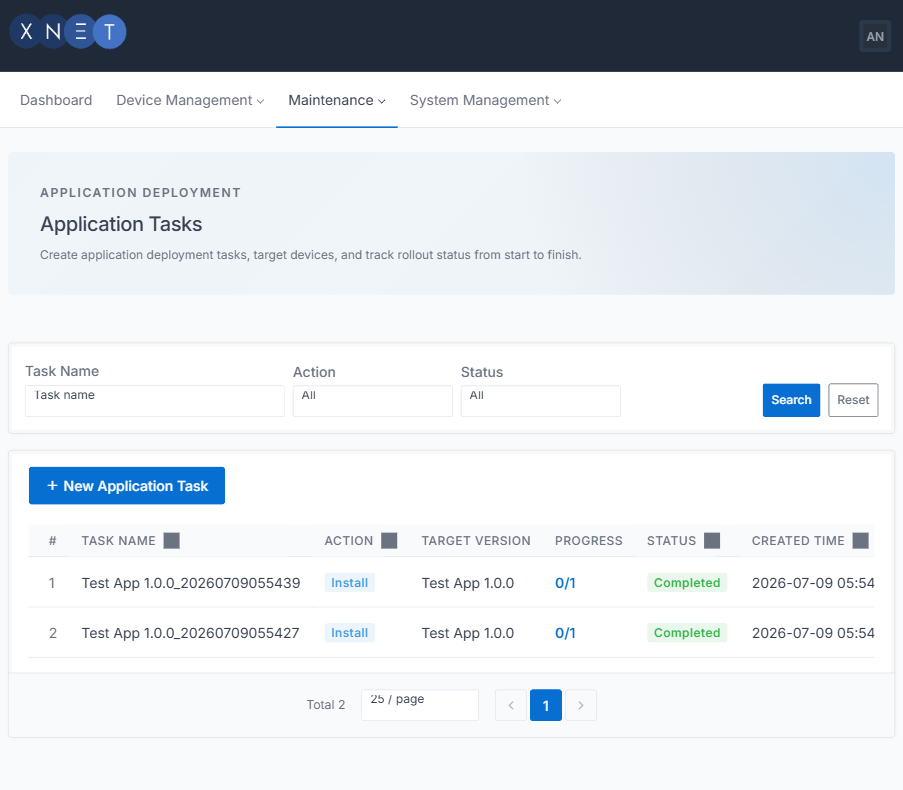 X N E T
AN
Dashboard Device Management Maintenance System Management
APPLICATION DEPLOYMENT
Application Tasks
Create application deployment tasks, target devices, and track rollout status from start to finish.
Task Name Action Status
Task name All All Search Reset
+ New Application Task
# TASK NAME ACTION TARGET VERSION PROGRESS STATUS CREATED TIME
1 Test App 1.0.0_20260709055439 Install Test App 1.0.0 0/1 Completed 2026-07-09 05:54
2 Test App 1.0.0_20260709055427 Install Test App 1.0.0 0/1 Completed 2026-07-09 05:54
Total 2 25 / page < 1 >